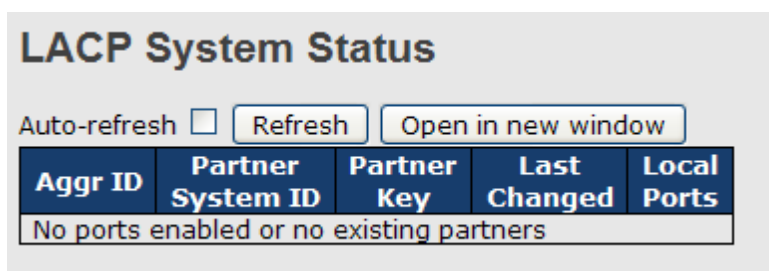 LACP System Status
Auto-refresh Refresh Open in new window
Aggr ID Partner System ID Partner Key Last Changed Local Ports
No ports enabled or no existing partners